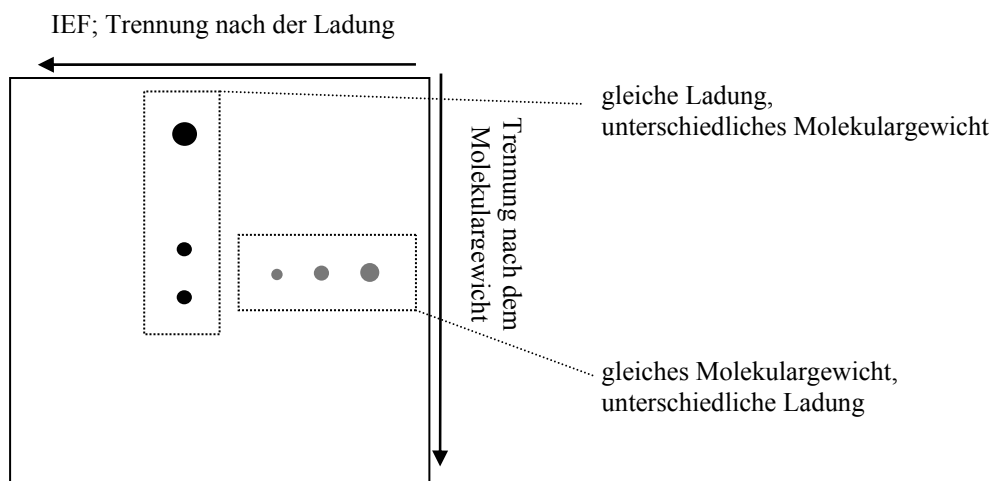 IEF; Trennung nach der Ladung
gleiche Ladung,
unterschiedliches Molekulargewicht
Trennung nach dem
Molekulargewicht
gleiches Molekulargewicht,
unterschiedliche Ladung